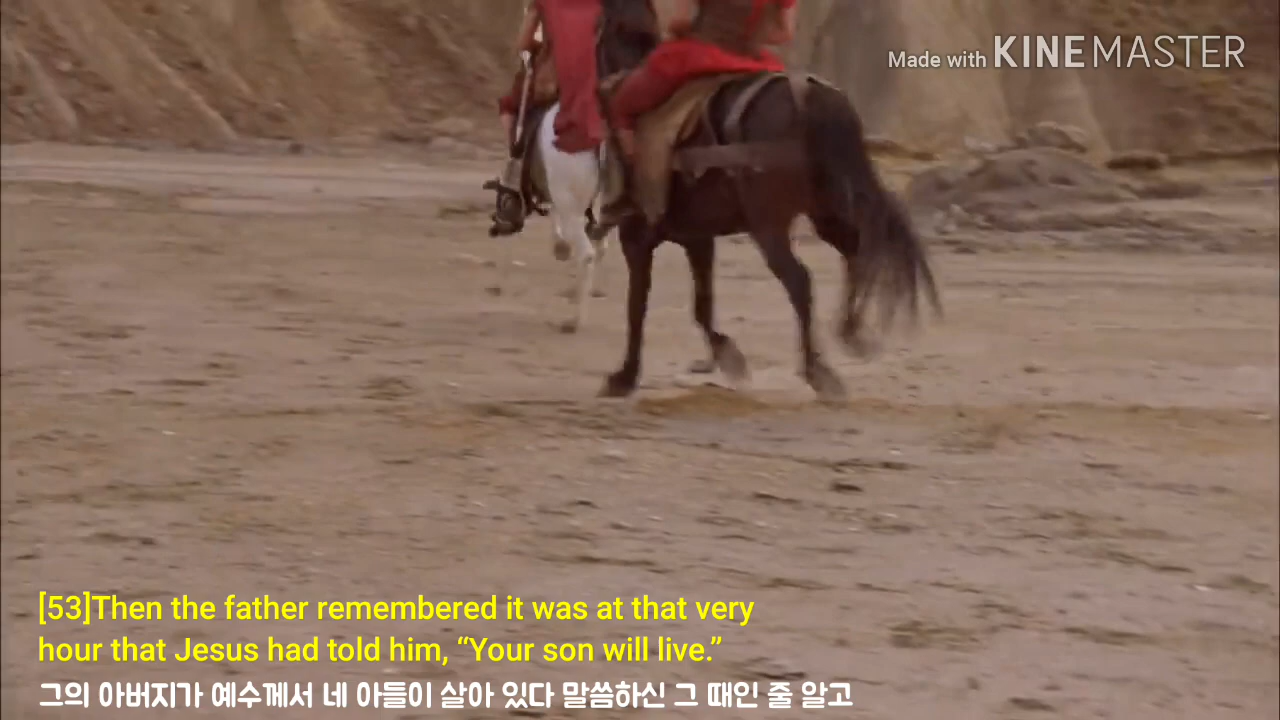 Made with KINEMASTER
[53]Then the father remembered it was at that very
hour that Jesus had told him, “Your son will live.”
그의 아버지가 예수께서 네 아들이 살아 있다 말씀하신 그 때인 줄 알고